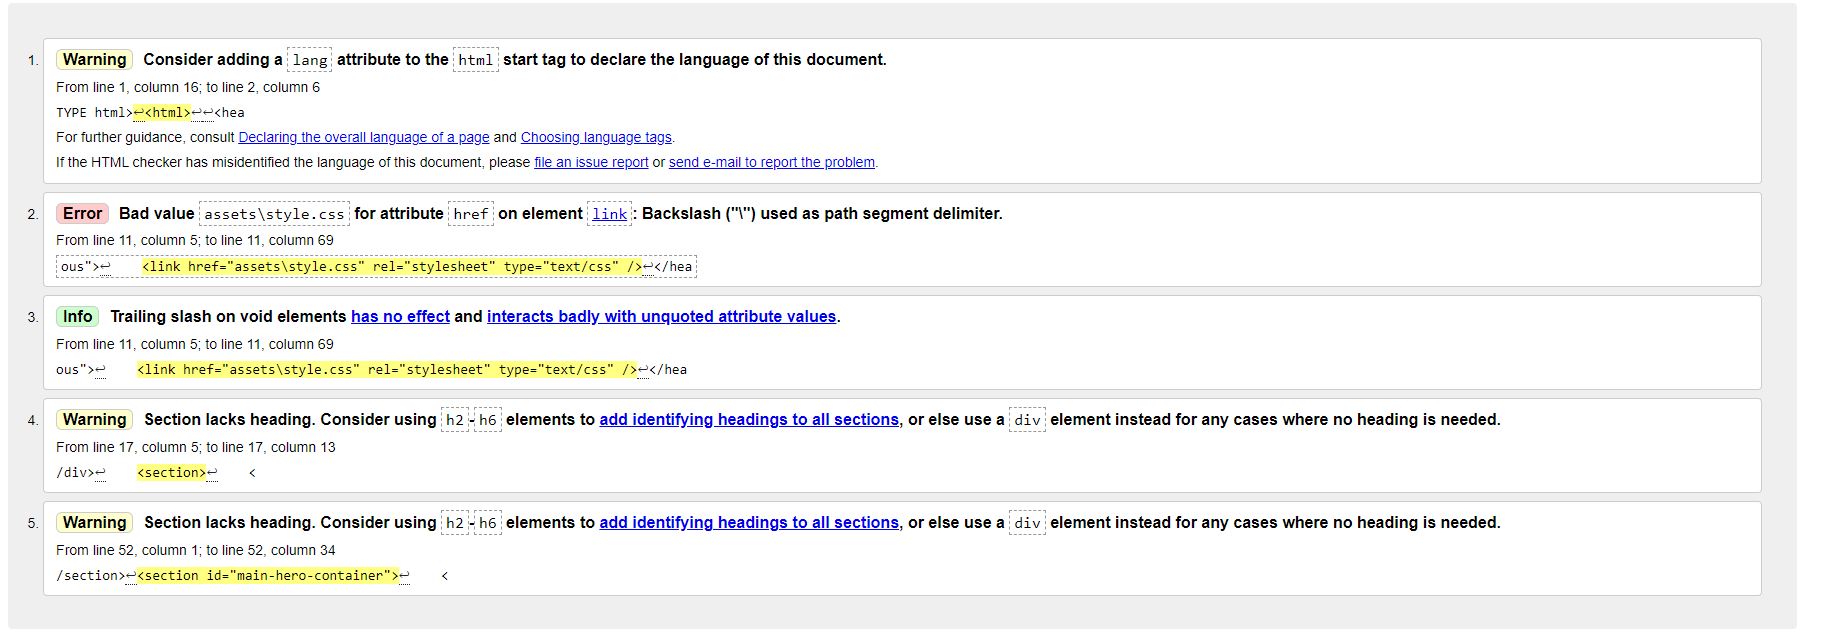 1. Warning Consider adding a lang attribute to the html start tag to declare the language of this document.
From line 1, column 16; to line 2, column 6
TYPE html>↩<html>↩↩<hea
For further guidance, consult Declaring the overall language of a page and Choosing language tags.
If the HTML checker has misidentified the language of this document, please file an issue report or send e-mail to report the problem.
2. Error Bad value assets\style.css for attribute href on element link: Backslash ("\") used as path segment delimiter.
From line 11, column 5; to line 11, column 69
ous">↩    <link href="assets\style.css" rel="stylesheet" type="text/css" />↩</hea
3. Info Trailing slash on void elements has no effect and interacts badly with unquoted attribute values.
From line 11, column 5; to line 11, column 69
ous">↩    <link href="assets\style.css" rel="stylesheet" type="text/css" />↩</hea
4. Warning Section lacks heading. Consider using h2-h6 elements to add identifying headings to all sections, or else use a div element instead for any cases where no heading is needed.
From line 17, column 5; to line 17, column 13
/div>↩    <section>↩    <
5. Warning Section lacks heading. Consider using h2-h6 elements to add identifying headings to all sections, or else use a div element instead for any cases where no heading is needed.
From line 52, column 1; to line 52, column 34
/section>↩<section id="main-hero-container">↩    <